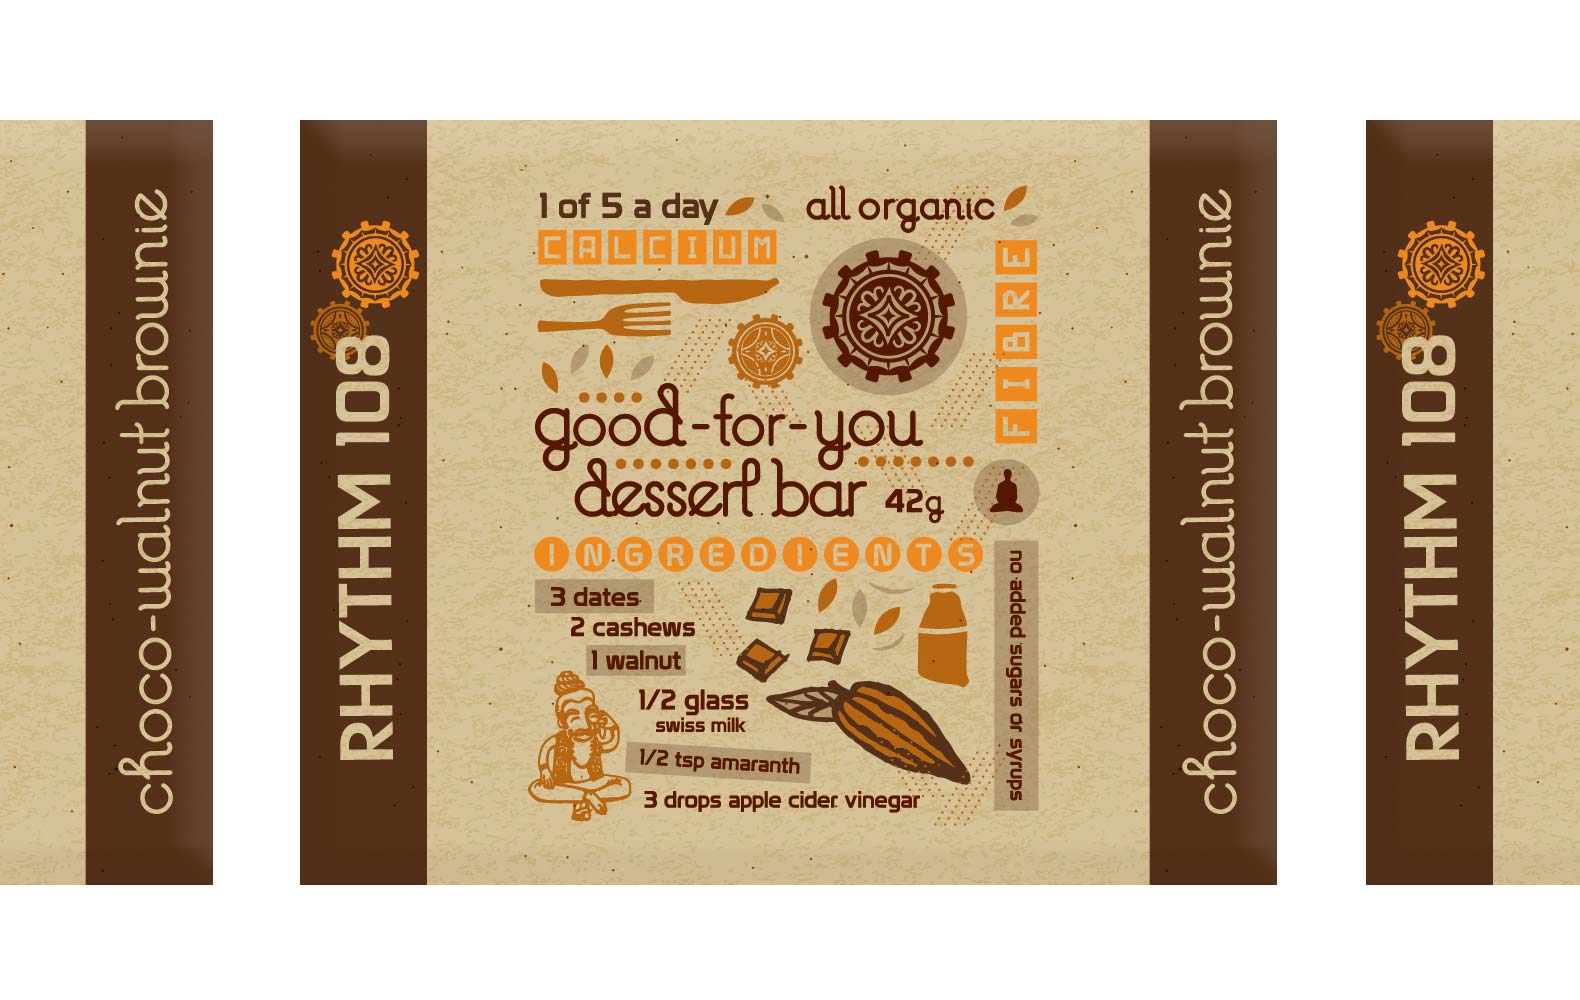 choco-walnut brownie
RHYTHM 108
1 of 5 a day
all organic
CALCIUM
FIBRE
good-for-you
dessert bar 42g
INGREDIENTS
3 dates
2 cashews
1 walnut
1/2 glass
swiss milk
1/2 tsp amaranth
3 drops apple cider vinegar
no added sugars or syrups
choco-walnut brownie
RHYTHM 108